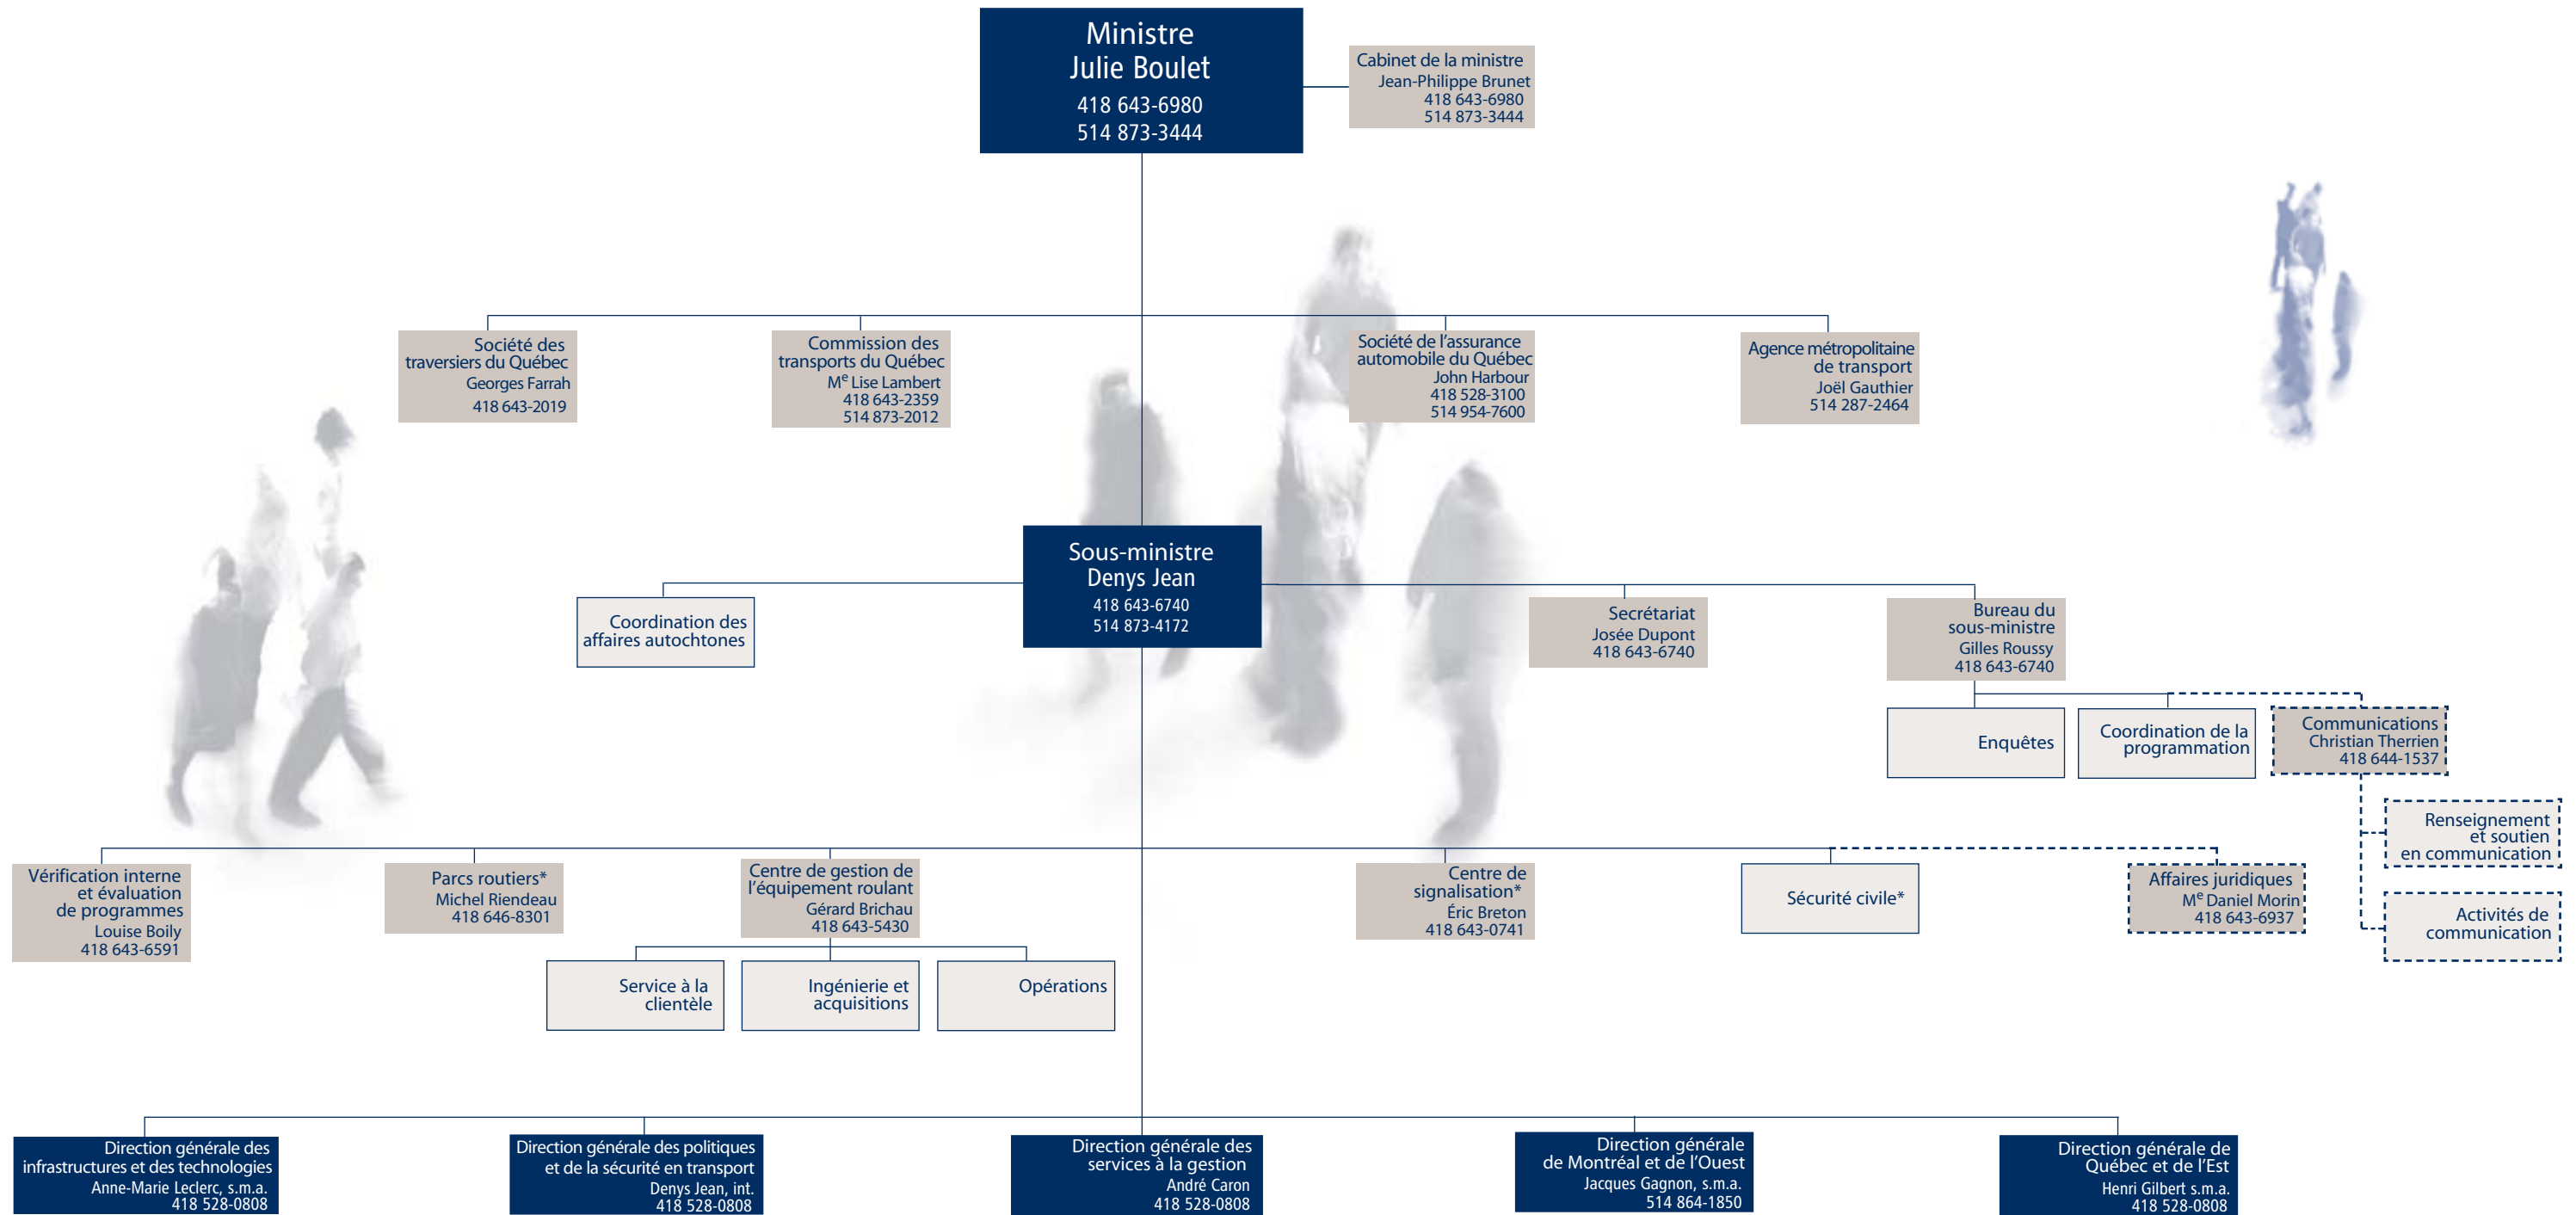 Ministre
Julie Boulet
418 643-6980
514 873-3444
Cabinet de la ministre
Jean-Philippe Brunet
418 643-6980
514 873-3444
Société des
traversiers du Québec
Georges Farrah
418 643-2019
Commission des
transports du Québec
Me Lise Lambert
418 643-2359
514 873-2012
Société de l'assurance
automobile du Québec
John Harbour
418 528-3100
514 954-7600
Agence métropolitaine
de transport
Joël Gauthier
514 287-2464
Sous-ministre
Denys Jean
418 643-6740
514 873-4172
Coordination des
affaires autochtones
Secrétariat
Josée Dupont
418 643-6740
Bureau du
sous-ministre
Gilles Roussy
418 643-6740
Enquêtes
Coordination de la
programmation
Communications
Christian Therrien
418 644-1537
Renseignement
et soutien
en communication
Activités de
communication
Vérification interne
et évaluation
de programmes
Louise Boily
418 643-6591
Parcs routiers*
Michel Riendeau
418 646-8301
Centre de gestion de
l'équipement roulant
Gérard Brichau
418 643-5430
Service à la
clientèle
Ingénierie et
acquisitions
Opérations
Centre de
signalisation*
Éric Breton
418 643-0741
Sécurité civile*
Affaires juridiques
Me Daniel Morin
418 643-6937
Direction générale des
infrastructures et des technologies
Anne-Marie Leclerc, s.m.a.
418 528-0808
Direction générale des politiques
et de la sécurité en transport
Denys Jean, int.
418 528-0808
Direction générale des
services à la gestion
André Caron
418 528-0808
Direction générale
de Montréal et de l'Ouest
Jacques Gagnon, s.m.a.
514 864-1850
Direction générale de
Québec et de l'Est
Henri Gilbert s.m.a.
418 528-0808